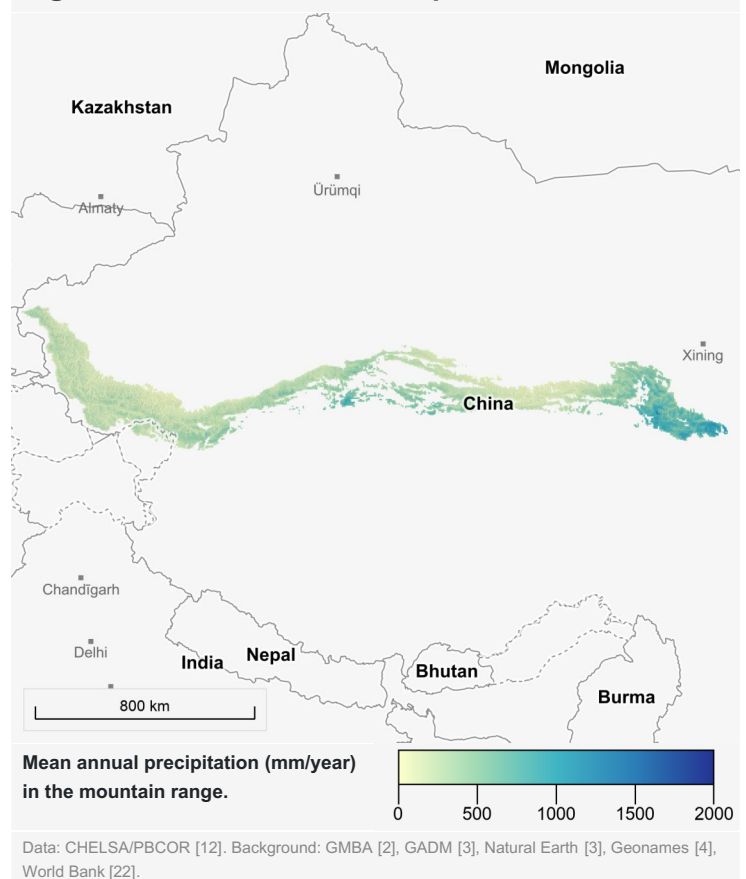 Mongolia
Kazakhstan
Ürümqi
Almaty
Xining
China
Chandīgarh
Delhi
India
Nepal
Bhutan
Burma
800 km
Mean annual precipitation (mm/year)
in the mountain range.
0 500 1000 1500 2000
Data: CHELSA/PBCOR [12]. Background: GMBA [2], GADM [3], Natural Earth [3], Geonames [4],
World Bank [22].